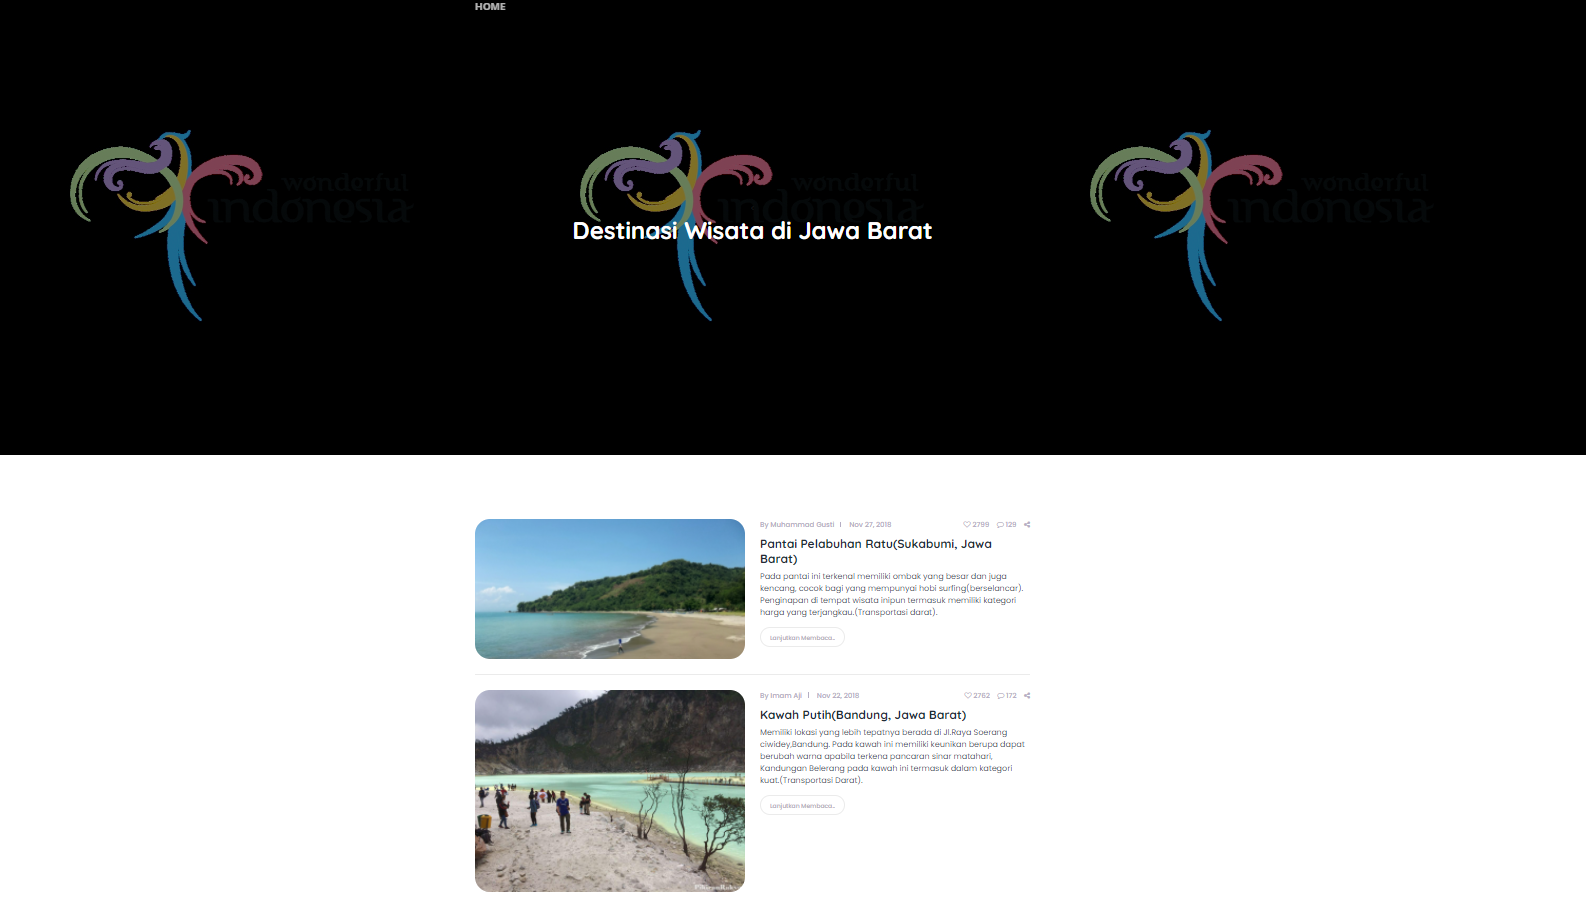 HOME
wonderful
indonesia
wonderful
indonesia
wonderful
indonesia
Destinasi Wisata di Jawa Barat
By Muhammad Gusti | Nov 27, 2018 2799 129
Pantai Pelabuhan Ratu(Sukabumi, Jawa
Barat)
Pada pantai ini terkenal memiliki ombak yang besar dan juga
kencang, cocok bagi yang mempunyai hobi surfing(berselancar).
Penginapan di tempat wisata inipun termasuk memiliki kategori
harga yang terjangkau.(Transportasi darat).
Lanjutkan Membaca..
By Imam Aji | Nov 22, 2018 2762 172
Kawah Putih(Bandung, Jawa Barat)
Memiliki lokasi yang lebih tepatnya berada di Jl.Raya Soerang
ciwidey,Bandung. Pada kawah ini memiliki keunikan berupa dapat
berubah warna apabila terkena pancaran sinar matahari,
Kandungan Belerang pada kawah ini termasuk dalam kategori
kuat.(Transportasi Darat).
Lanjutkan Membaca..